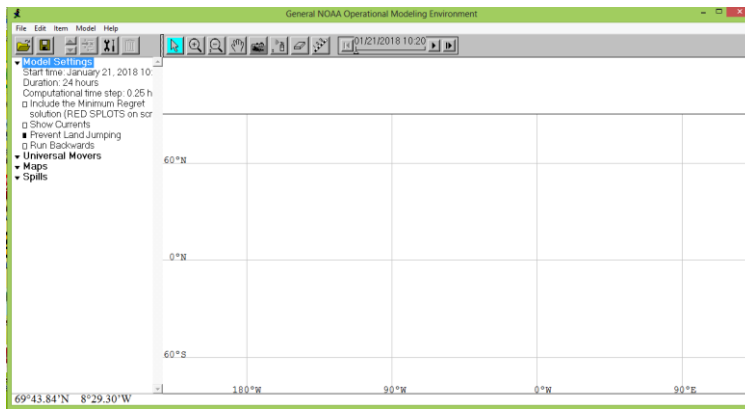 General NOAA Operational Modeling Environment
File Edit Item Model Help
01/21/2018 10:20
Model Settings
Start time: January 21, 2018 10:
Duration: 24 hours
Computational time step: 0.25 h
Include the Minimum Regret
solution (RED SPLOTS on scr
Show Currents
Prevent Land Jumping
Run Backwards
Universal Movers
Maps
Spills
60°N
0°N
60°S
180°W 90°W 0°W 90°E
69°43.84'N 8°29.30'W